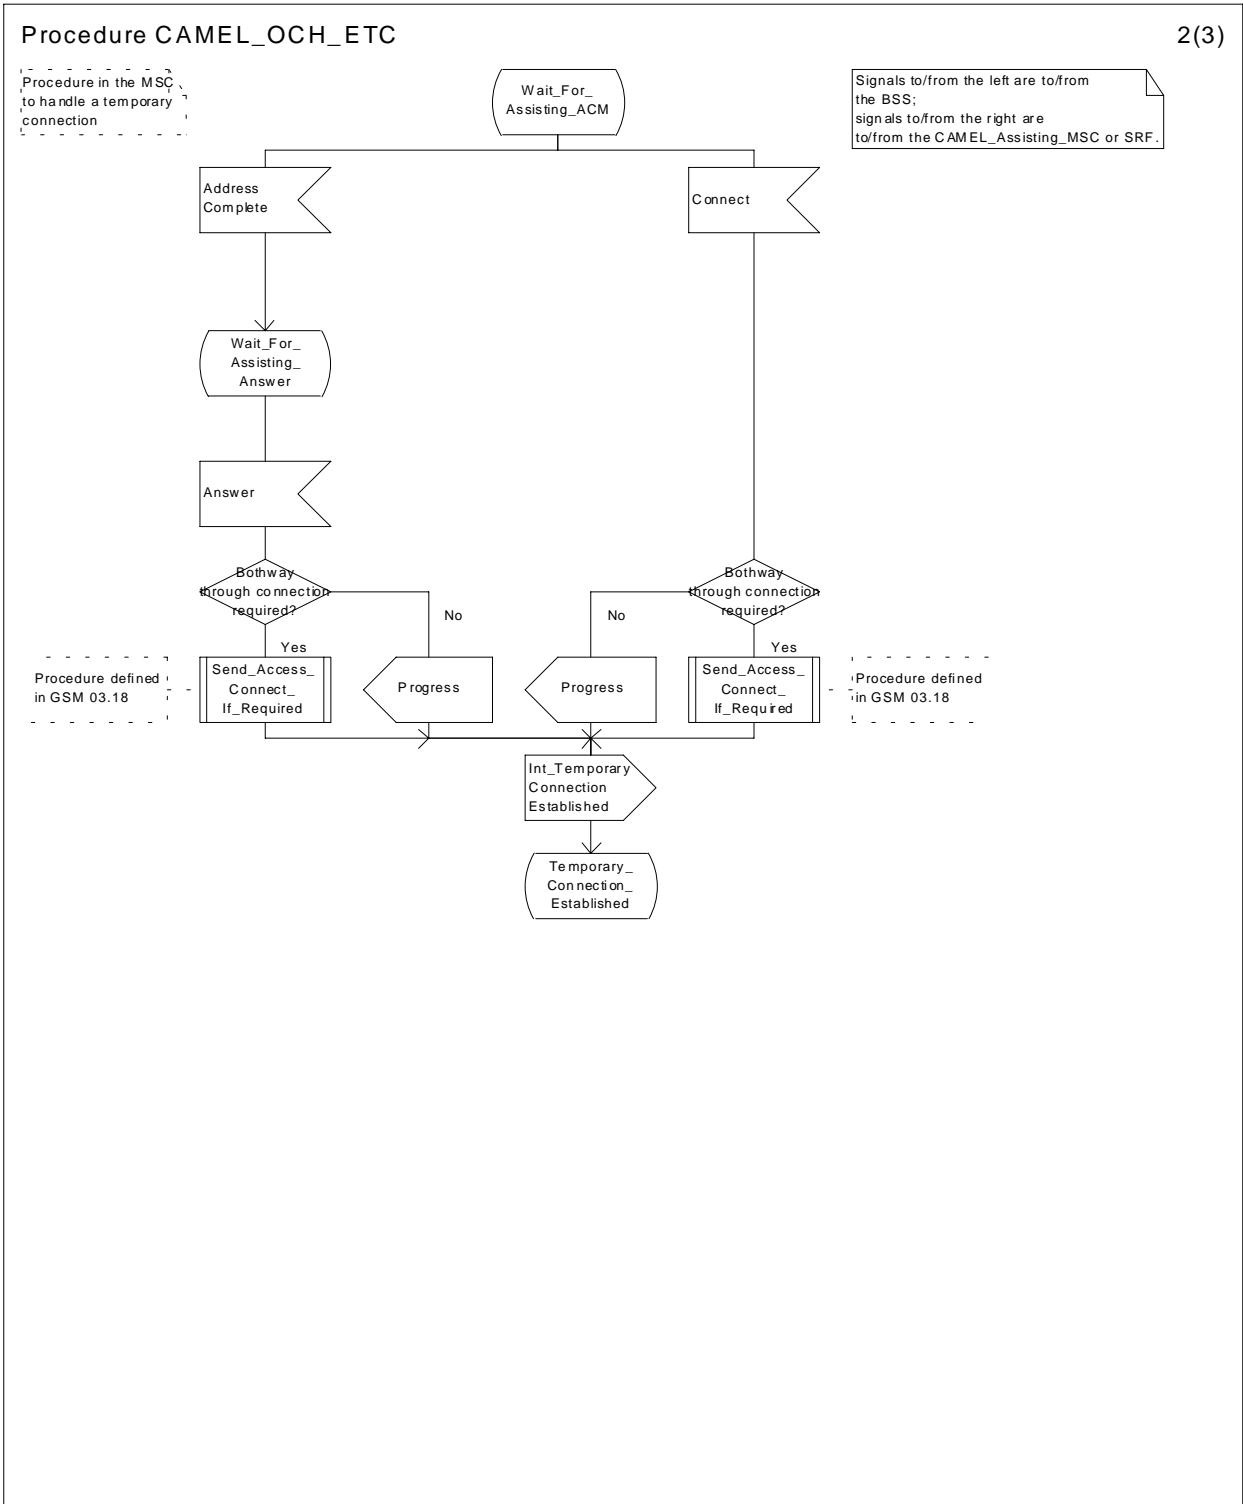 Procedure CAMEL_OCH_ETC
2(3)
Procedure in the MSC
to handle a temporary
connection
Wait_For_
Assisting_ACM
Signals to/from the left are to/from
the BSS;
signals to/from the right are
to/from the CAMEL_Assisting_MSC or SRF.
Address
Complete
Connect
Wait_For_
Assisting_
Answer
Answer
Bothway
through connection
required?
No
Yes
Bothway
through connection
required?
No
Yes
Procedure defined
in GSM 03.18
Send_Access_
Connect_
If_Required
Progress
Progress
Send_Access_
Connect_
If_Required
Procedure defined
in GSM 03.18
Int_Temporary
Connection
Established
Temporary_
Connection_
Established